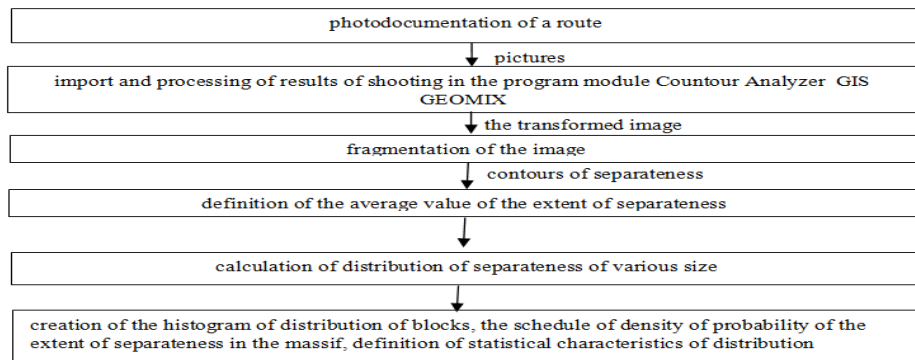 photodocumentation of a route
pictures
import and processing of results of shooting in the program module Countour Analyzer GIS
GEOMIX
the transformed image
fragmentation of the image
contours of separateness
definition of the average value of the extent of separateness
calculation of distribution of separateness of various size
creation of the histogram of distribution of blocks, the schedule of density of probability of the
extent of separateness in the massif, definition of statistical characteristics of distribution